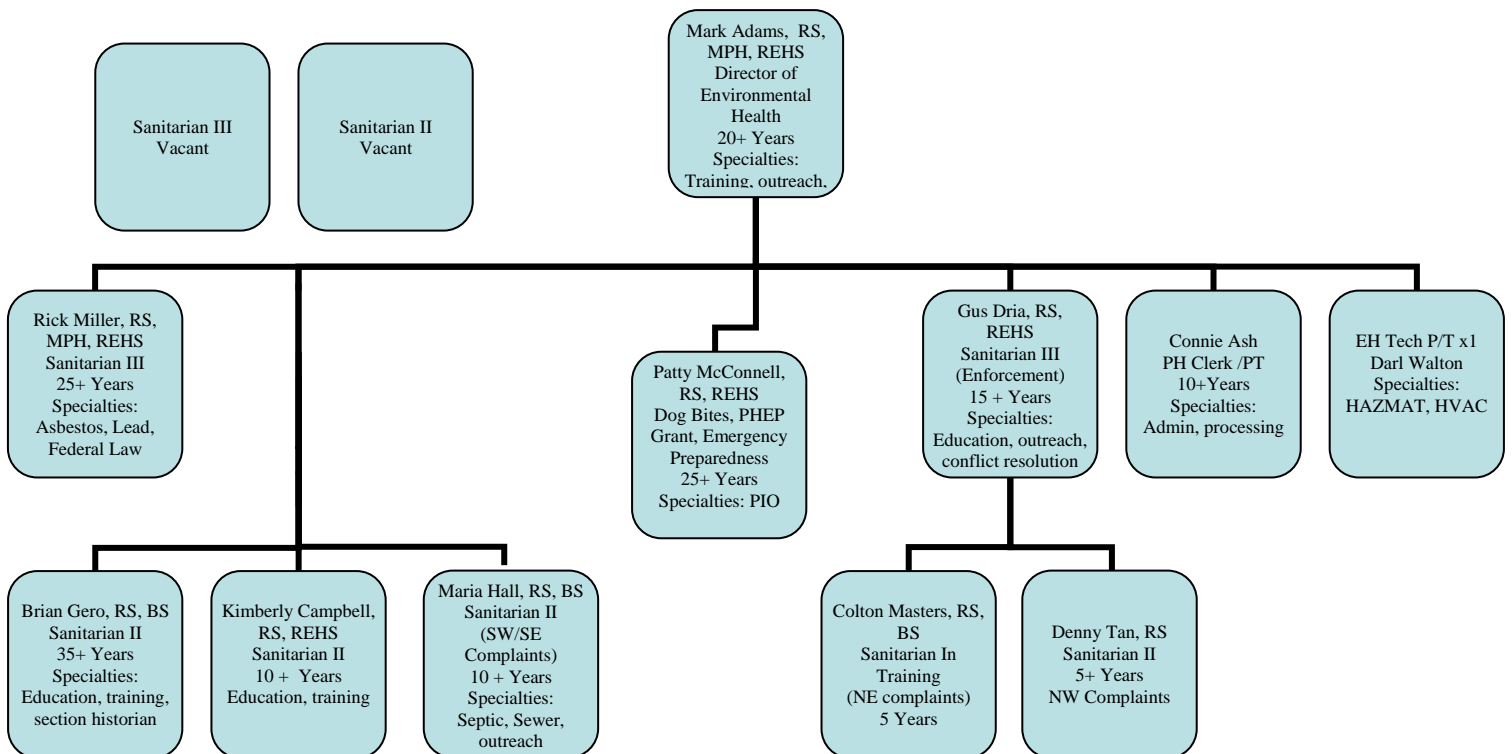 Sanitarian III
Vacant
Sanitarian II
Vacant
Mark Adams, RS,
MPH, REHS
Director of
Environmental
Health
20+ Years
Specialties:
Training, outreach,
Rick Miller, RS,
MPH, REHS
Sanitarian III
25+ Years
Specialties:
Asbestos, Lead,
Federal Law
Patty McConnell,
RS, REHS
Dog Bites, PHEP
Grant, Emergency
Preparedness
25+ Years
Specialties: PIO
Gus Dria, RS,
REHS
Sanitarian III
(Enforcement)
15 + Years
Specialties:
Education, outreach,
conflict resolution
Connie Ash
PH Clerk /PT
10+Years
Specialties:
Admin, processing
EH Tech P/T x1
Darl Walton
Specialties:
HAZMAT, HVAC
Brian Gero, RS, BS
Sanitarian II
35+ Years
Specialties:
Education, training,
section historian
Kimberly Campbell,
RS, REHS
Sanitarian II
10 + Years
Education, training
Maria Hall, RS, BS
Sanitarian II
(SW/SE
Complaints)
10 + Years
Specialties:
Septic, Sewer,
outreach
Colton Masters, RS,
BS
Sanitarian In
Training
(NE complaints)
5 Years
Denny Tan, RS
Sanitarian II
5+ Years
NW Complaints